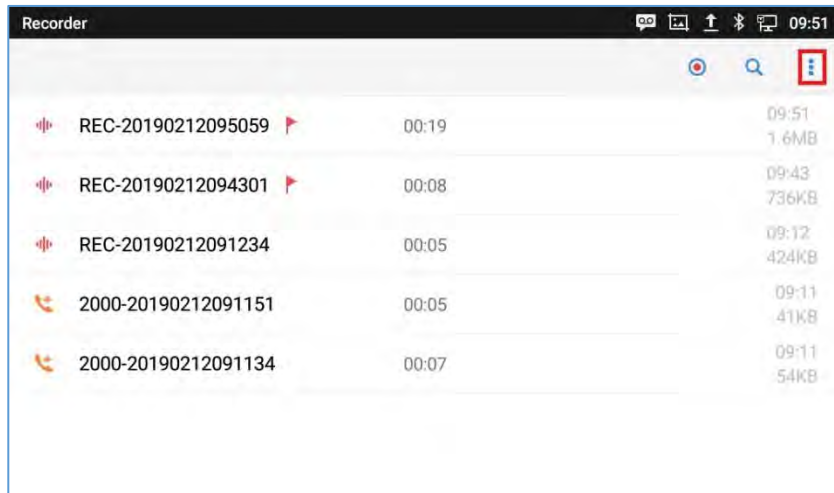 Recorder 09:51
REC-20190212095059 00:19 09:51
1.6MB
REC-20190212094301 00:08 09:43
736KB
REC-20190212091234 00:05 09:12
424KB
2000-20190212091151 00:05 09:11
41KB
2000-20190212091134 00:07 09:11
54KB